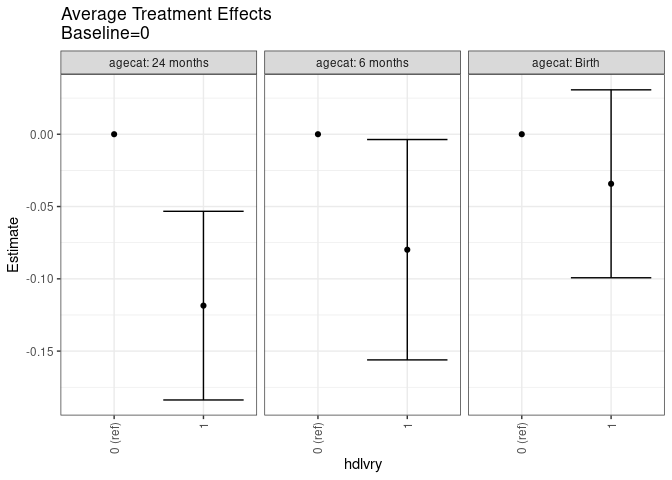 Average Treatment Effects
Baseline=0
agecat: 24 months
agecat: 6 months
agecat: Birth
Estimate
0.00
-0.05
-0.10
-0.15
0 (ref)
1
0 (ref)
1
0 (ref)
1
hdlvry